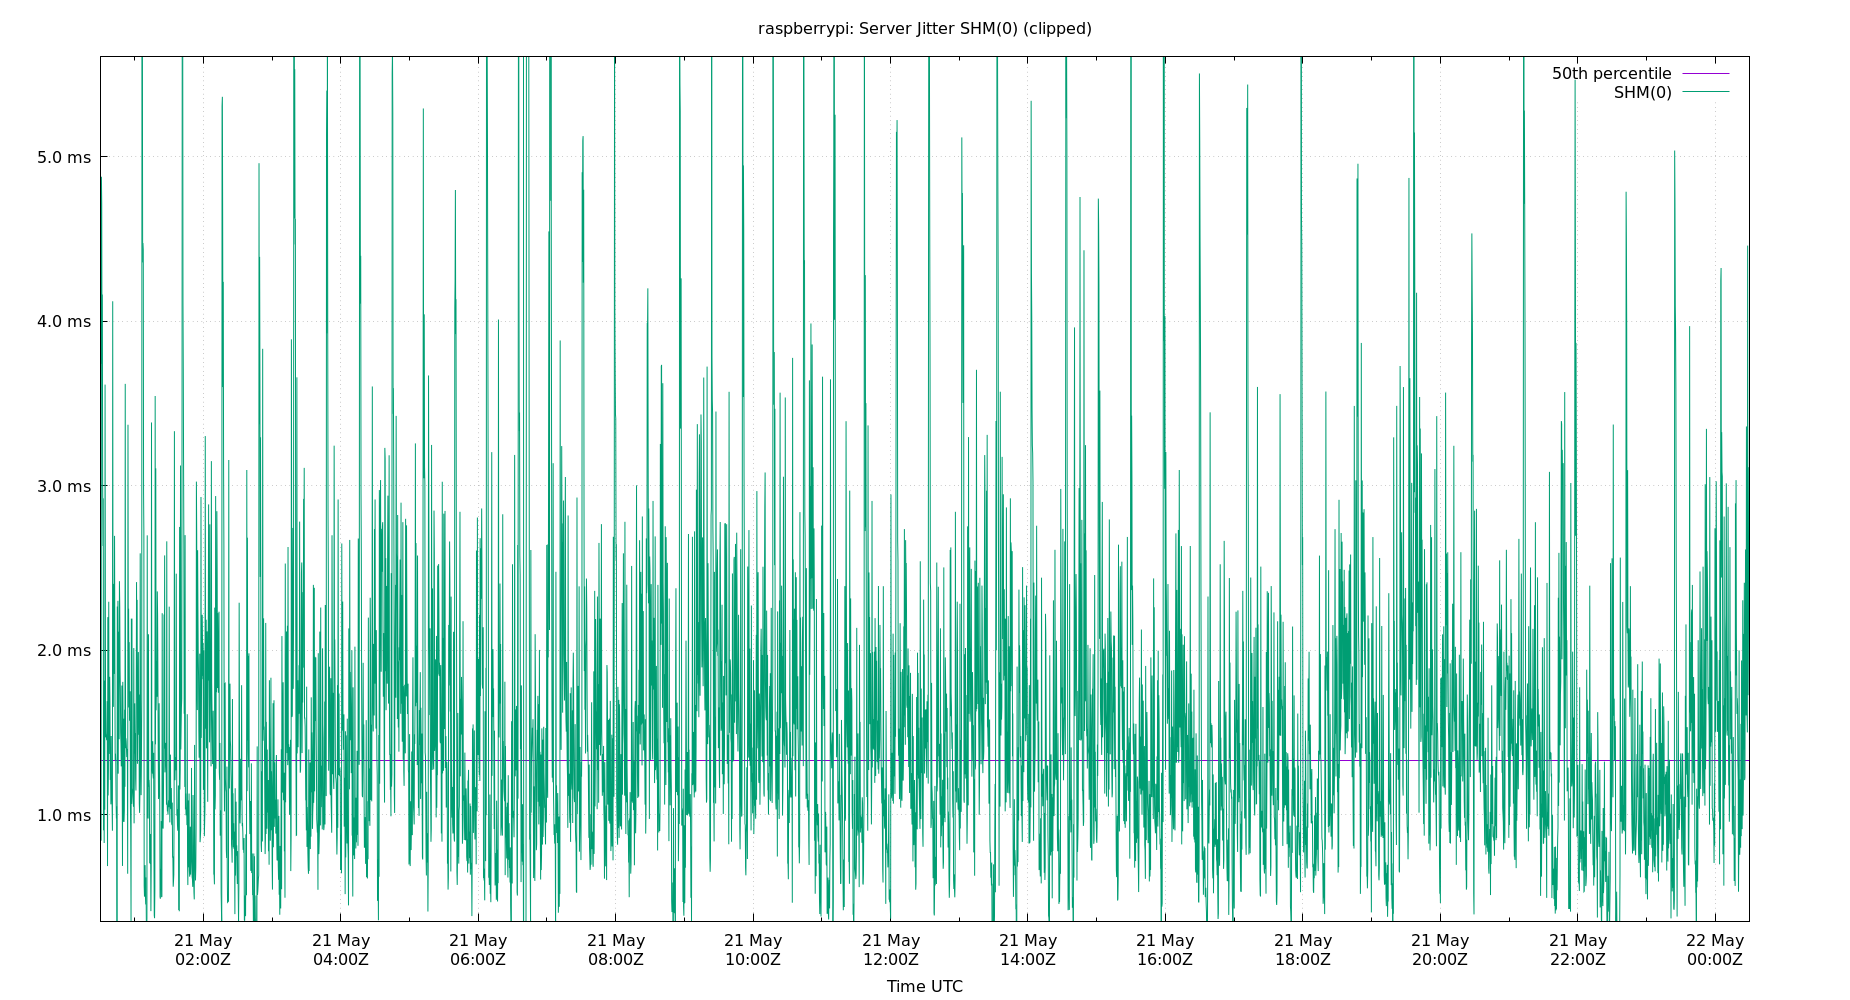 raspberrypi: Server Jitter SHM(0) (clipped)
50th percentile
SHM(0)
5.0 ms
4.0 ms
3.0 ms
2.0 ms
1.0 ms
21 May 21 May 21 May 21 May 21 May 21 May 21 May 21 May 21 May 21 May 21 May 22 May
02:00Z 04:00Z 06:00Z 08:00Z 10:00Z 12:00Z 14:00Z 16:00Z 18:00Z 20:00Z 22:00Z 00:00Z
Time UTC